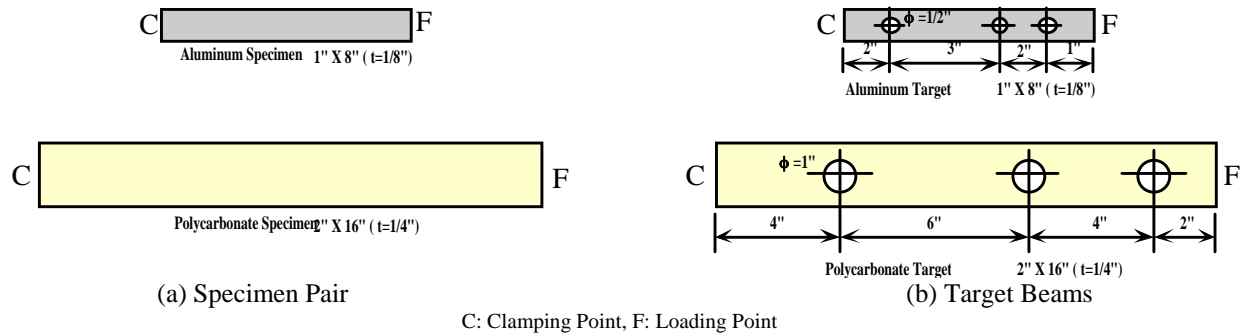 C
F
Aluminum Specimen 1" X 8" ( t=1/8")
C
F
Polycarbonate Specimen 2" X 16" ( t=1/4")
(a) Specimen Pair
C
F
ϕ =1/2"
2" 3" 2" 1"
Aluminum Target 1" X 8" ( t=1/8")
C
F
ϕ =1"
4" 6" 4" 2"
Polycarbonate Target 2" X 16" ( t=1/4")
(b) Target Beams
C: Clamping Point, F: Loading Point